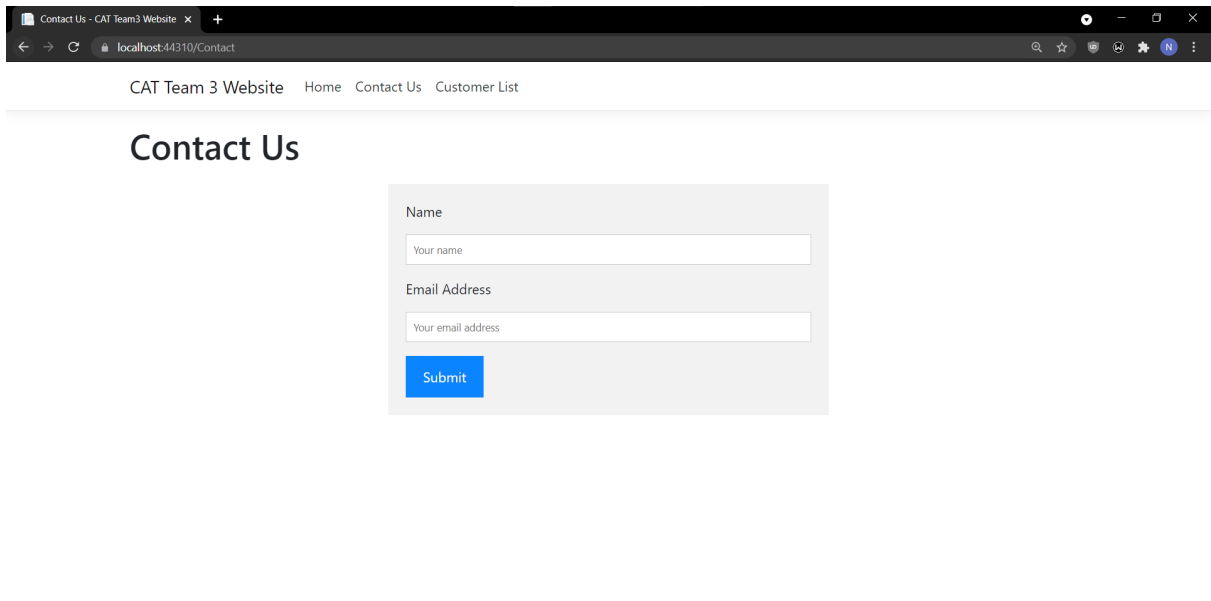 Contact Us - CAT Team3 Website
localhost:44310/Contact
N
CAT Team 3 Website Home Contact Us Customer List
Contact Us
Name
Your name
Email Address
Your email address
Submit